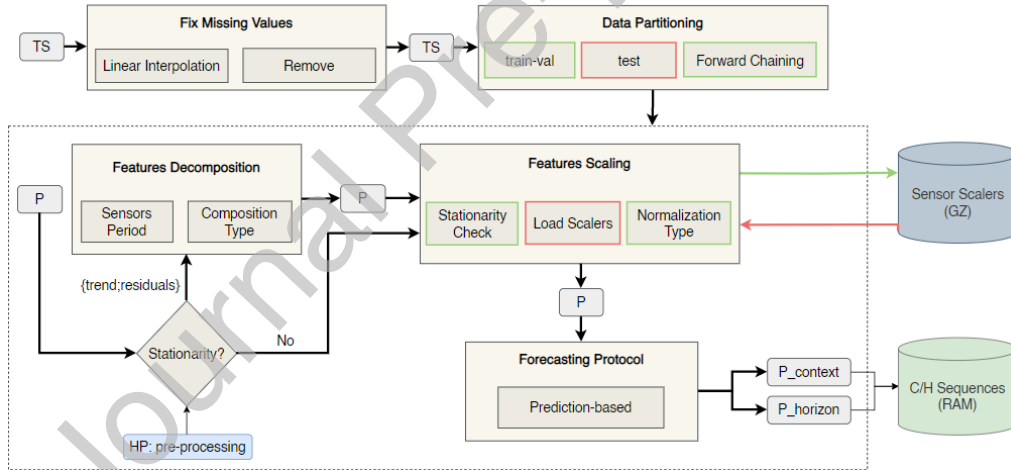 Fix Missing Values
TS
Linear Interpolation
Remove
TS
Data Partitioning
train-val
test
Forward Chaining
Features Decomposition
P
Sensors
Period
Composition
Type
P
Features Scaling
Stationarity
Check
Load Scalers
Normalization
Type
Sensor Scalers
(GZ)
{trend;residuals}
Stationarity?
No
HP: pre-processing
P
Forecasting Protocol
Prediction-based
P_context
P_horizon
C/H Sequences
(RAM)
Journal Pre-